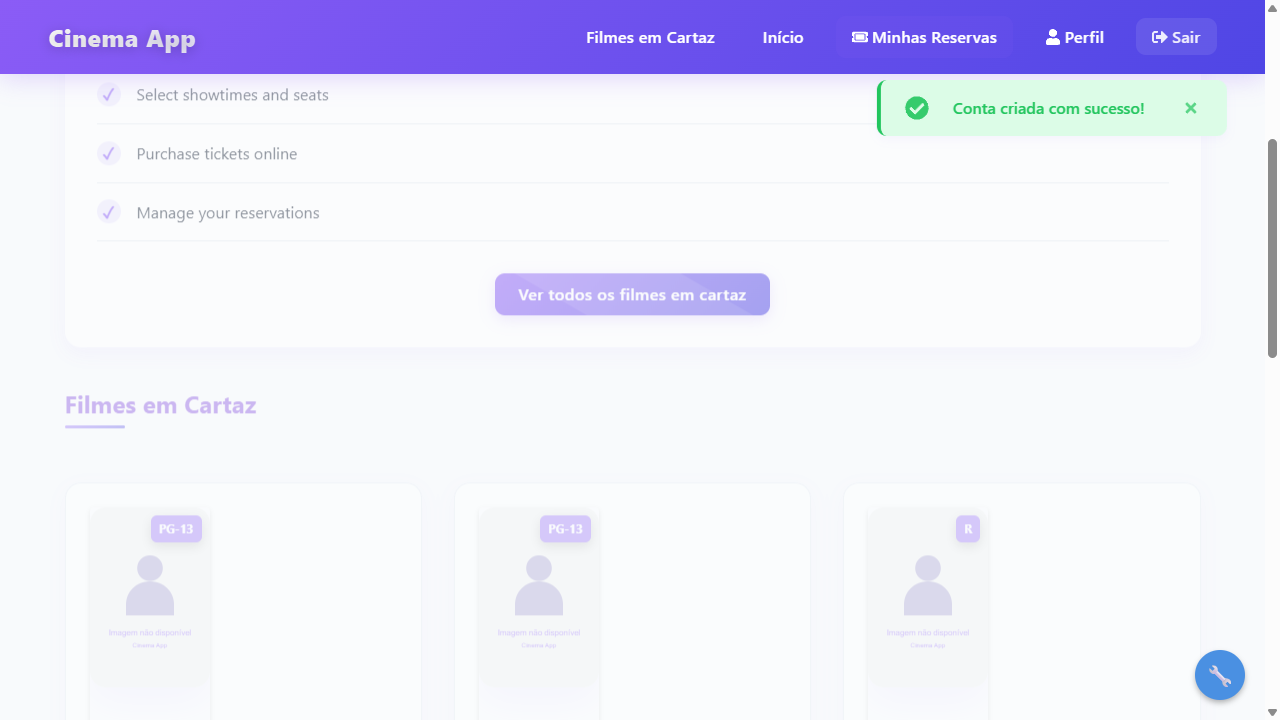 Cinema App
Filmes em Cartaz
Início
Minhas Reservas
Perfil
Sair
Conta criada com sucesso!
Select showtimes and seats
Purchase tickets online
Manage your reservations
Ver todos os filmes em cartaz
Filmes em Cartaz
PG-13
Imagem não disponível
Cinema App
PG-13
Imagem não disponível
Cinema App
R
Imagem não disponível
Cinema App